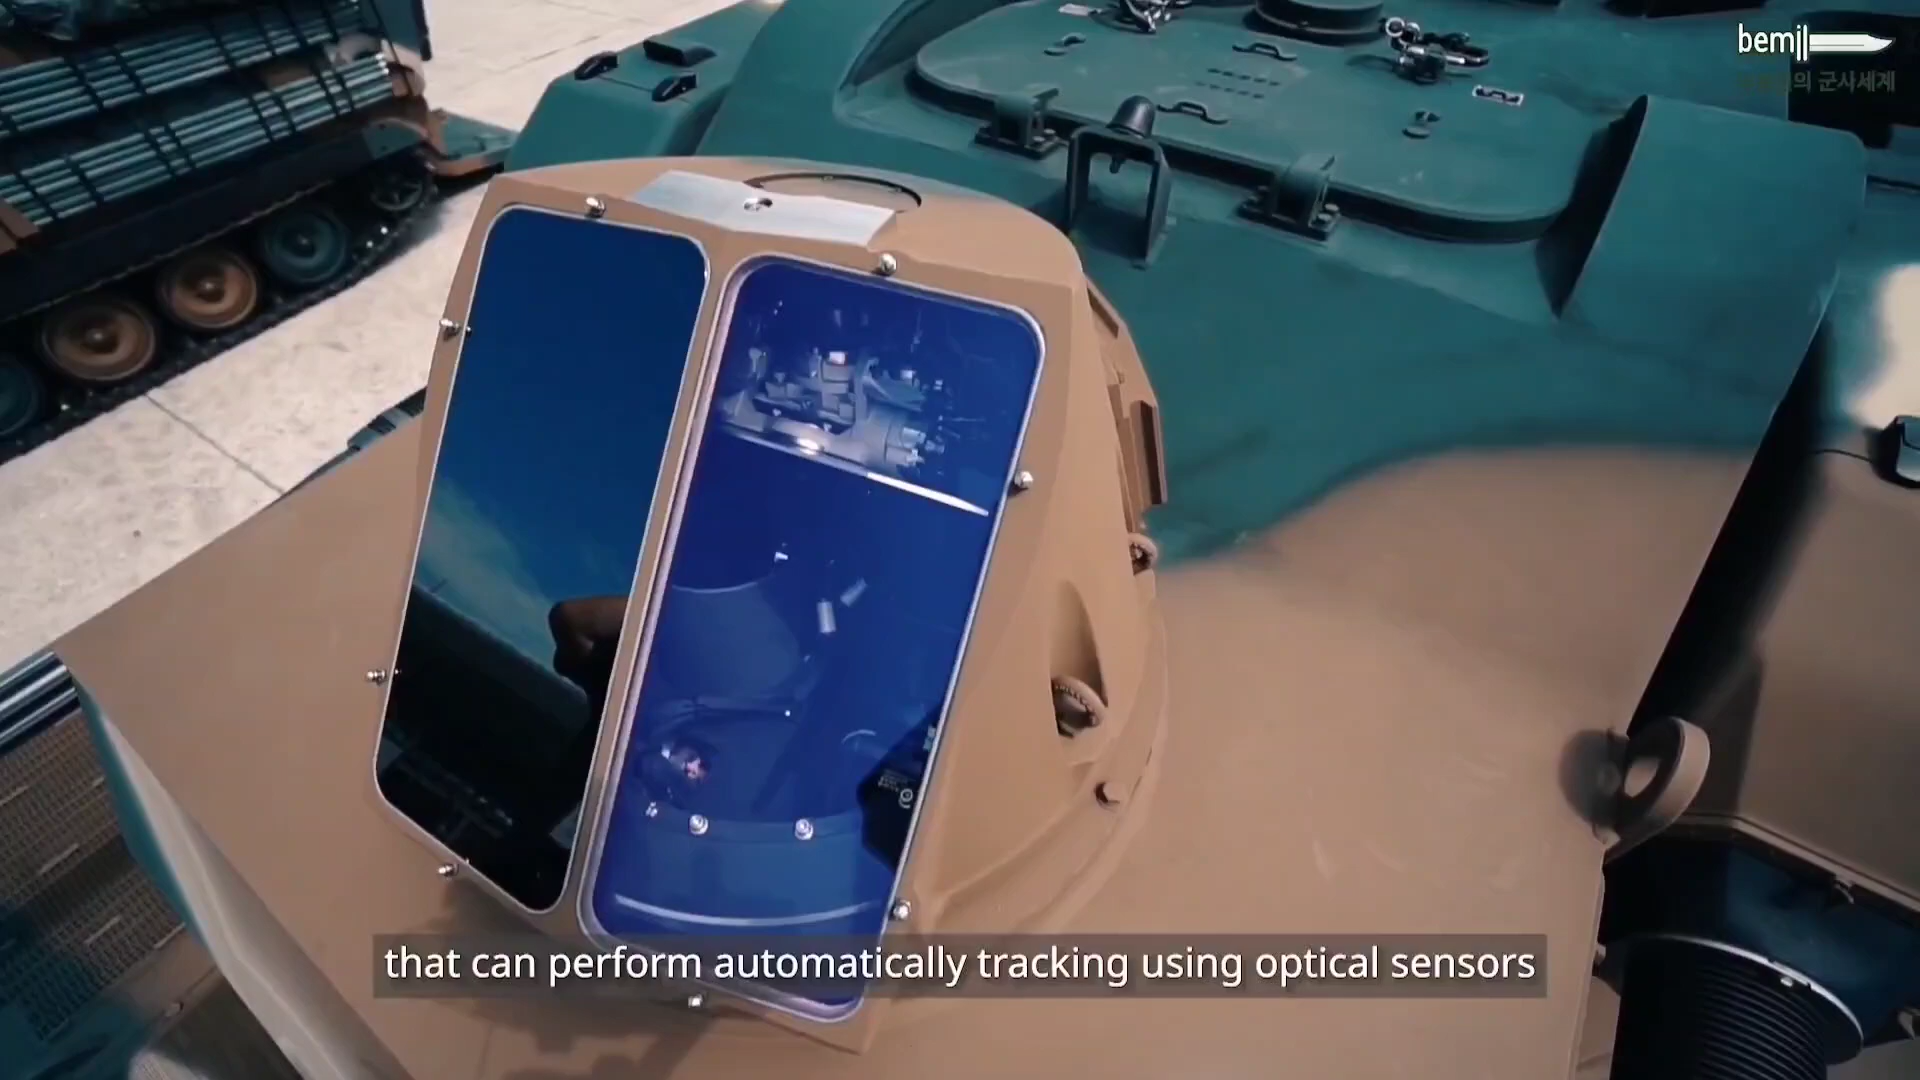 bemil
의 군사세계
that can perform automatically tracking using optical sensors